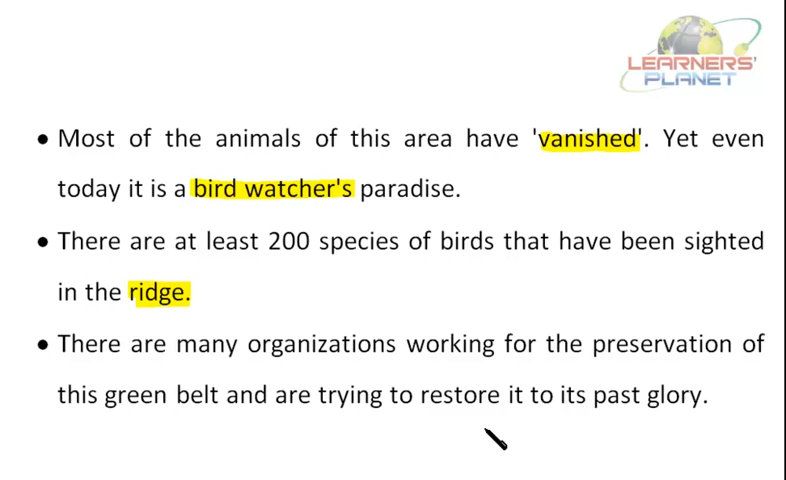 LEARNERS'
PLANET
• Most of the animals of this area have 'vanished'. Yet even
today it is a bird watcher's paradise.
• There are at least 200 species of birds that have been sighted
in the ridge.
• There are many organizations working for the preservation of
this green belt and are trying to restore it to its past glory.